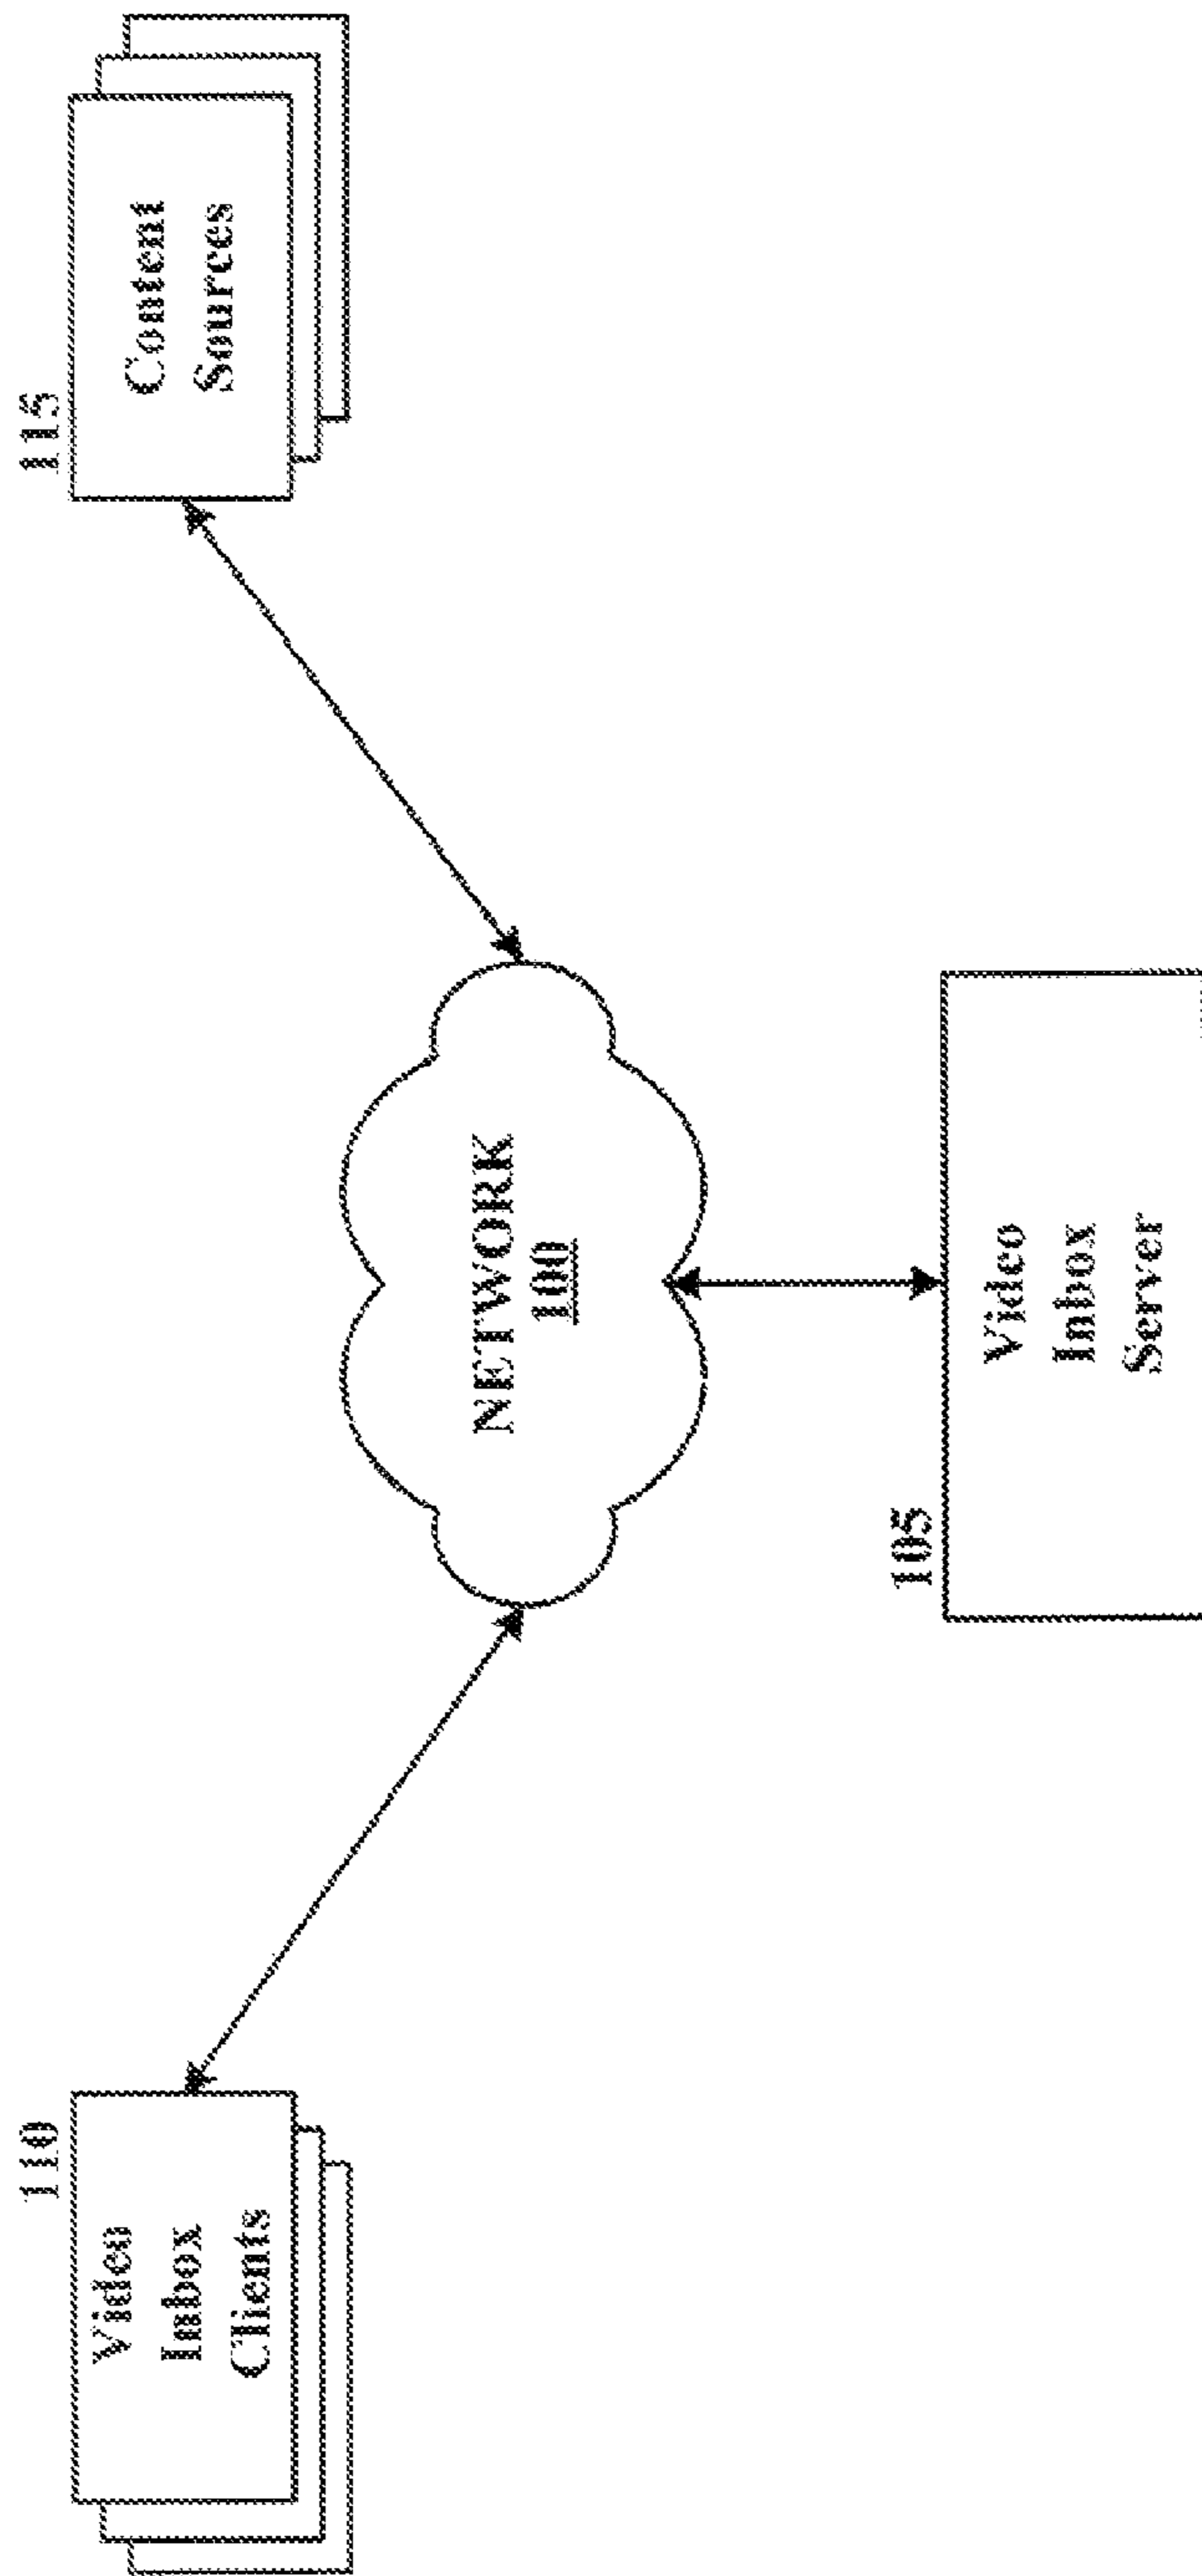 110
Video
Inbox
Clients
115
Content
Sources
NETWORK
100
105
Video
Inbox
Server